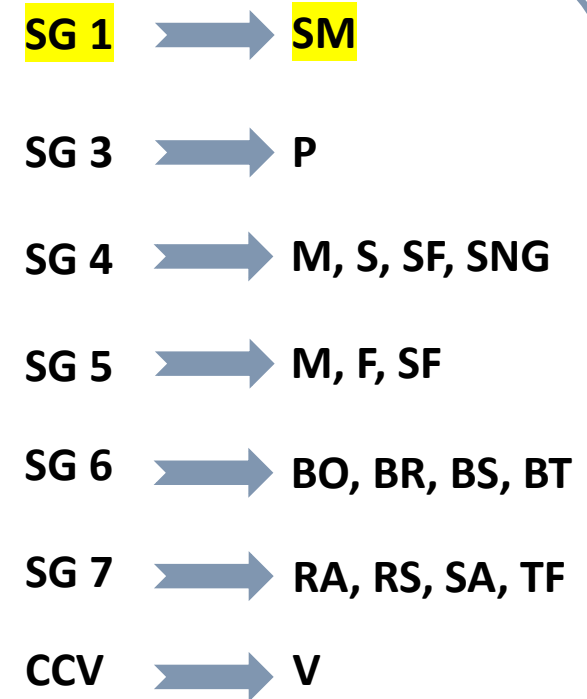 SG 1 SM
SG 3 P
SG 4 M, S, SF, SNG
SG 5 M, F, SF
SG 6 BO, BR, BS, BT
SG 7 RA, RS, SA, TF
CCV V